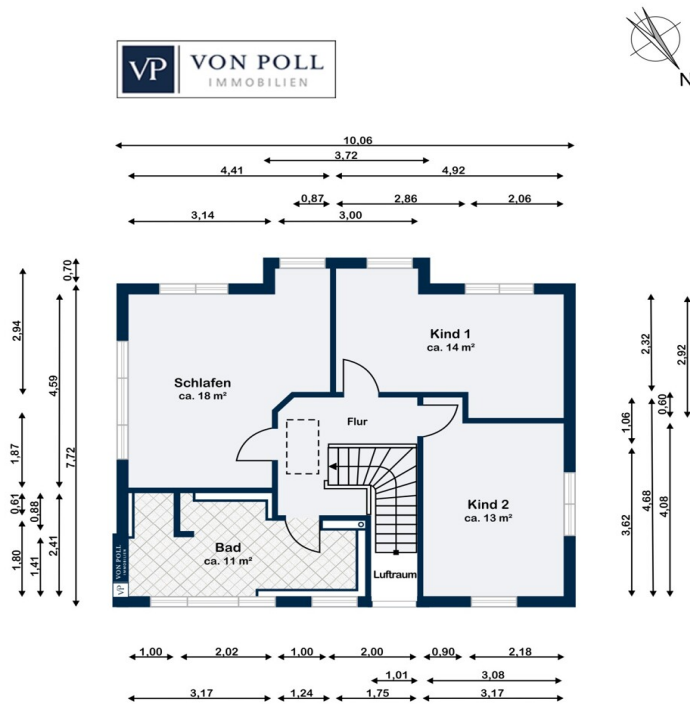 VP VON POLL
IMMOBILIEN
N
10,06
3,72
4,41
4,92
0,87
2,86
2,06
3,14
3,00
0,70
2,94
4,59
7,72
1,87
0,61
0,88
2,41
1,80
1,41
Kind 1
ca. 14 m²
Schlafen
ca. 18 m²
Flur
Kind 2
ca. 13 m²
Bad
ca. 11 m²
Luftraum
VP VON POLL
IMMOBILIEN
2,32
2,92
0,60
1,06
4,68
4,08
3,62
1,00
2,02
1,00
2,00
0,90
2,18
1,01
3,08
3,17
1,24
1,75
3,17